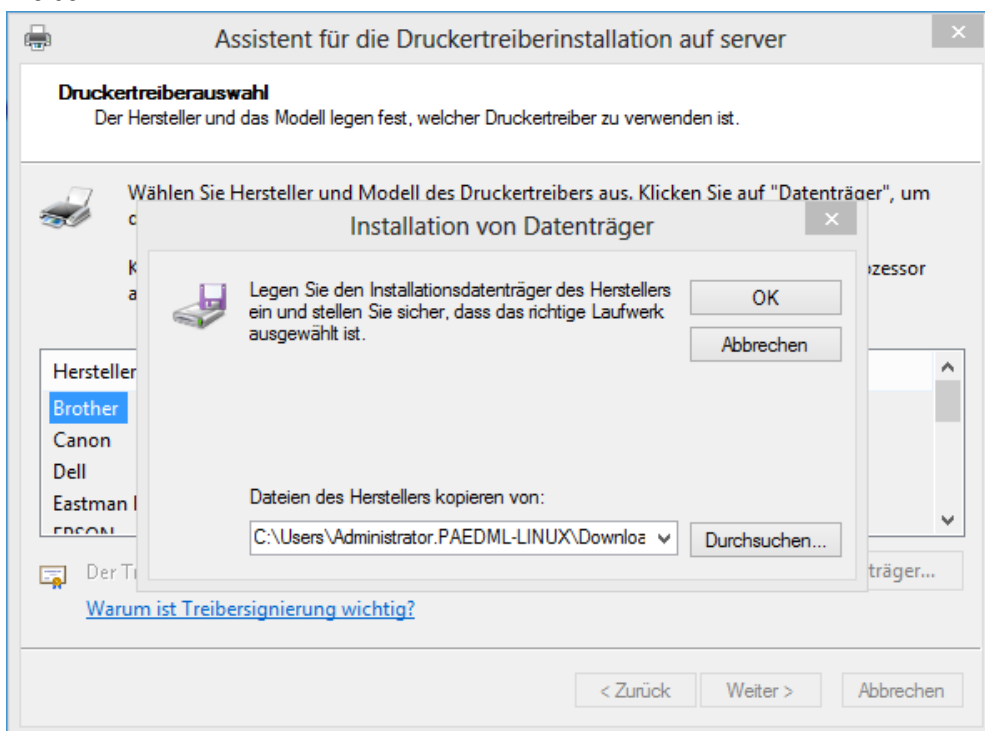 Assistent für die Druckertreiberinstallation auf server
Druckertreiberauswahl
Der Hersteller und das Modell legen fest, welcher Druckertreiber zu verwenden ist.
Wählen Sie Hersteller und Modell des Druckertreibers aus. Klicken Sie auf "Datenträger", um
Installation von Datenträger
Legen Sie den Installationsdatenträger des Herstellers
ein und stellen Sie sicher, dass das richtige Laufwerk
ausgewählt ist.
OK
Abbrechen
Hersteller
Brother
Canon
Dell
Eastman
EPSON
Dateien des Herstellers kopieren von:
C:\Users\Administrator.PAEDML-LINUX\Downloa
Durchsuchen...
Der
träger...
Warum ist Treibersignierung wichtig?
< Zurück
Weiter >
Abbrechen